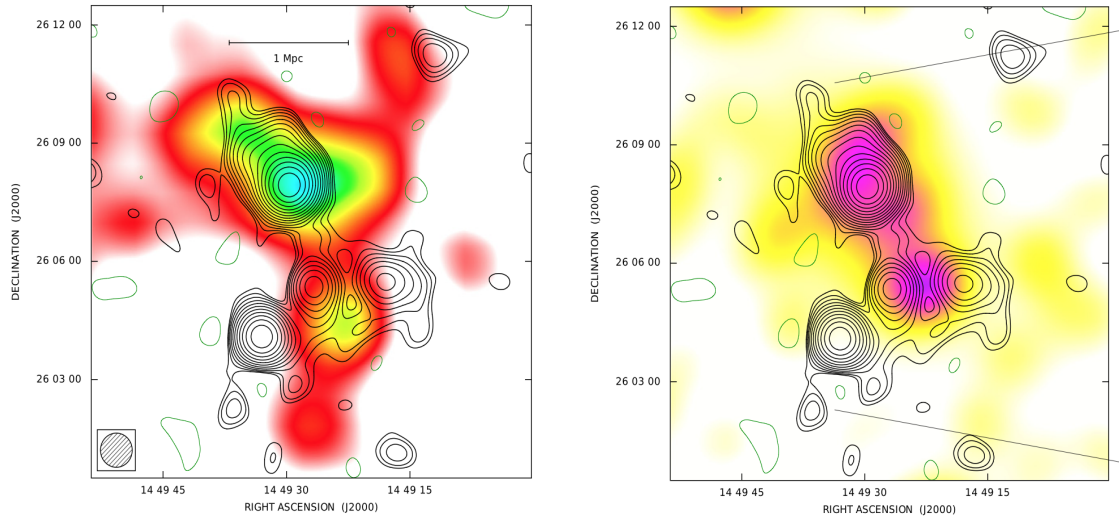 26 12 00
26 09 00
26 06 00
26 03 00
DECLINATION (J2000)
1 Mpc
14 49 45
14 49 30
14 49 15
RIGHT ASCENSION (J2000)
26 12 00
26 09 00
26 06 00
26 03 00
DECLINATION (J2000)
14 49 45
14 49 30
14 49 15
RIGHT ASCENSION (J2000)